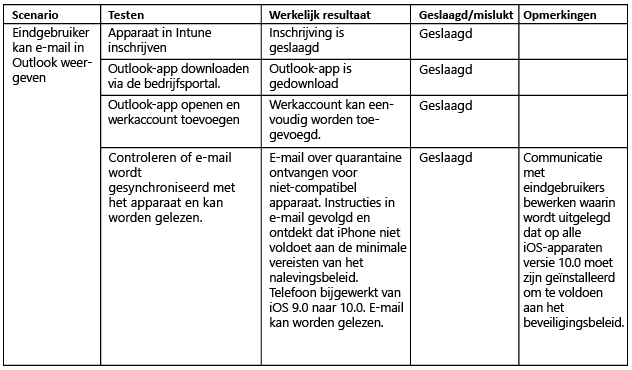 Scenario Testen Werkelijk resultaat Geslaagd/mislukt Opmerkingen
Eindgebruiker
kan e-mail in
Outlook weer-
geven
Apparaat in Intune
inschrijven
Inschrijving is
geslaagd
Geslaagd
Outlook-app downloaden
via de bedrijfsportal.
Outlook-app is
gedownload
Geslaagd
Outlook-app openen en
werkaccount toevoegen
Werkaccount kan een-
voudig worden toe-
gevoegd.
Geslaagd
Controleren of e-mail
wordt
gesynchroniseerd met
het apparaat en kan
worden gelezen.
E-mail over quarantaine
ontvangen voor
niet-compatibel
apparaat. Instructies in
e-mail gevolgd en
ontdekt dat iPhone niet
voldoet aan de minimale
vereisten van het
nalevingsbeleid.
Telefoon bijgewerkt van
iOS 9.0 naar 10.0. E-mail
kan worden gelezen.
Geslaagd
Communicatie
met
eindgebruikers
bewerken waarin
wordt uitgelegd
dat op alle
iOS-apparaten
versie 10.0 moet
zijn geïnstalleerd
om te voldoen
aan het
beveiligingsbeleid.